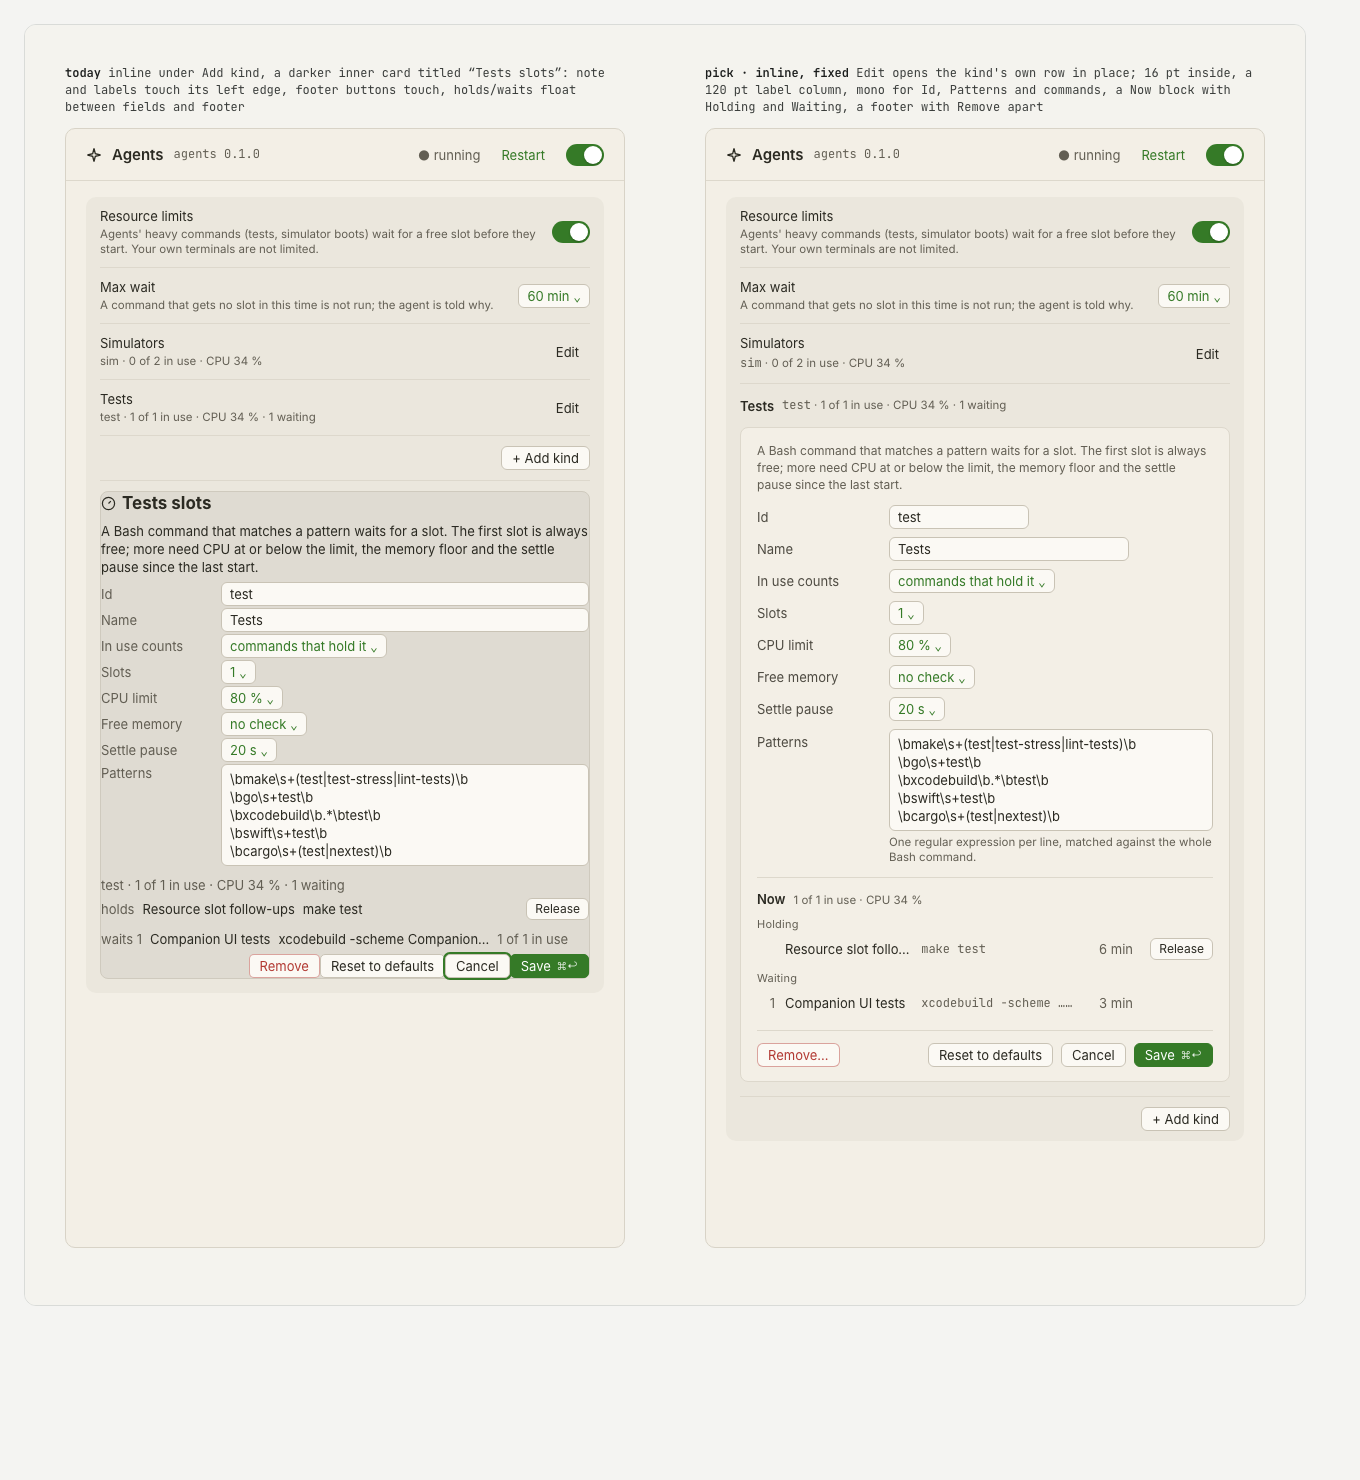 today inline under Add kind, a darker inner card titled “Tests slots”: note
and labels touch its left edge, footer buttons touch, holds/waits float
between fields and footer
Agents agents 0.1.0 running Restart
Resource limits
Agents' heavy commands (tests, simulator boots) wait for a free slot before they
start. Your own terminals are not limited.
Max wait
A command that gets no slot in this time is not run; the agent is told why.
60 min
Simulators
sim · 0 of 2 in use · CPU 34 %
Edit
Tests
test · 1 of 1 in use · CPU 34 % · 1 waiting
Edit
+ Add kind
Tests slots
A Bash command that matches a pattern waits for a slot. The first slot is always
free; more need CPU at or below the limit, the memory floor and the settle
pause since the last start.
Id test
Name Tests
In use counts commands that hold it
Slots 1
CPU limit 80 %
Free memory no check
Settle pause 20 s
Patterns \bmake\s+(test|test-stress|lint-tests)\b
\bgo\s+test\b
\bxcodebuild\b.*\btest\b
\bswift\s+test\b
\bcargo\s+(test|nextest)\b
test · 1 of 1 in use · CPU 34 % · 1 waiting
holds Resource slot follow-ups make test Release
waits 1 Companion UI tests xcodebuild -scheme Companion... 1 of 1 in use
Remove Reset to defaults Cancel Save ⌘↩
pick · inline, fixed Edit opens the kind's own row in place; 16 pt inside, a
120 pt label column, mono for Id, Patterns and commands, a Now block with
Holding and Waiting, a footer with Remove apart
Agents agents 0.1.0 running Restart
Resource limits
Agents' heavy commands (tests, simulator boots) wait for a free slot before they
start. Your own terminals are not limited.
Max wait
A command that gets no slot in this time is not run; the agent is told why.
60 min
Simulators
sim · 0 of 2 in use · CPU 34 %
Edit
Tests test · 1 of 1 in use · CPU 34 % · 1 waiting
A Bash command that matches a pattern waits for a slot. The first slot is always
free; more need CPU at or below the limit, the memory floor and the settle
pause since the last start.
Id test
Name Tests
In use counts commands that hold it
Slots 1
CPU limit 80 %
Free memory no check
Settle pause 20 s
Patterns \bmake\s+(test|test-stress|lint-tests)\b
\bgo\s+test\b
\bxcodebuild\b.*\btest\b
\bswift\s+test\b
\bcargo\s+(test|nextest)\b
One regular expression per line, matched against the whole
Bash command.
Now 1 of 1 in use · CPU 34 %
Holding
Resource slot follo... make test 6 min Release
Waiting
1 Companion UI tests xcodebuild -scheme …… 3 min
Remove... Reset to defaults Cancel Save ⌘↩
+ Add kind